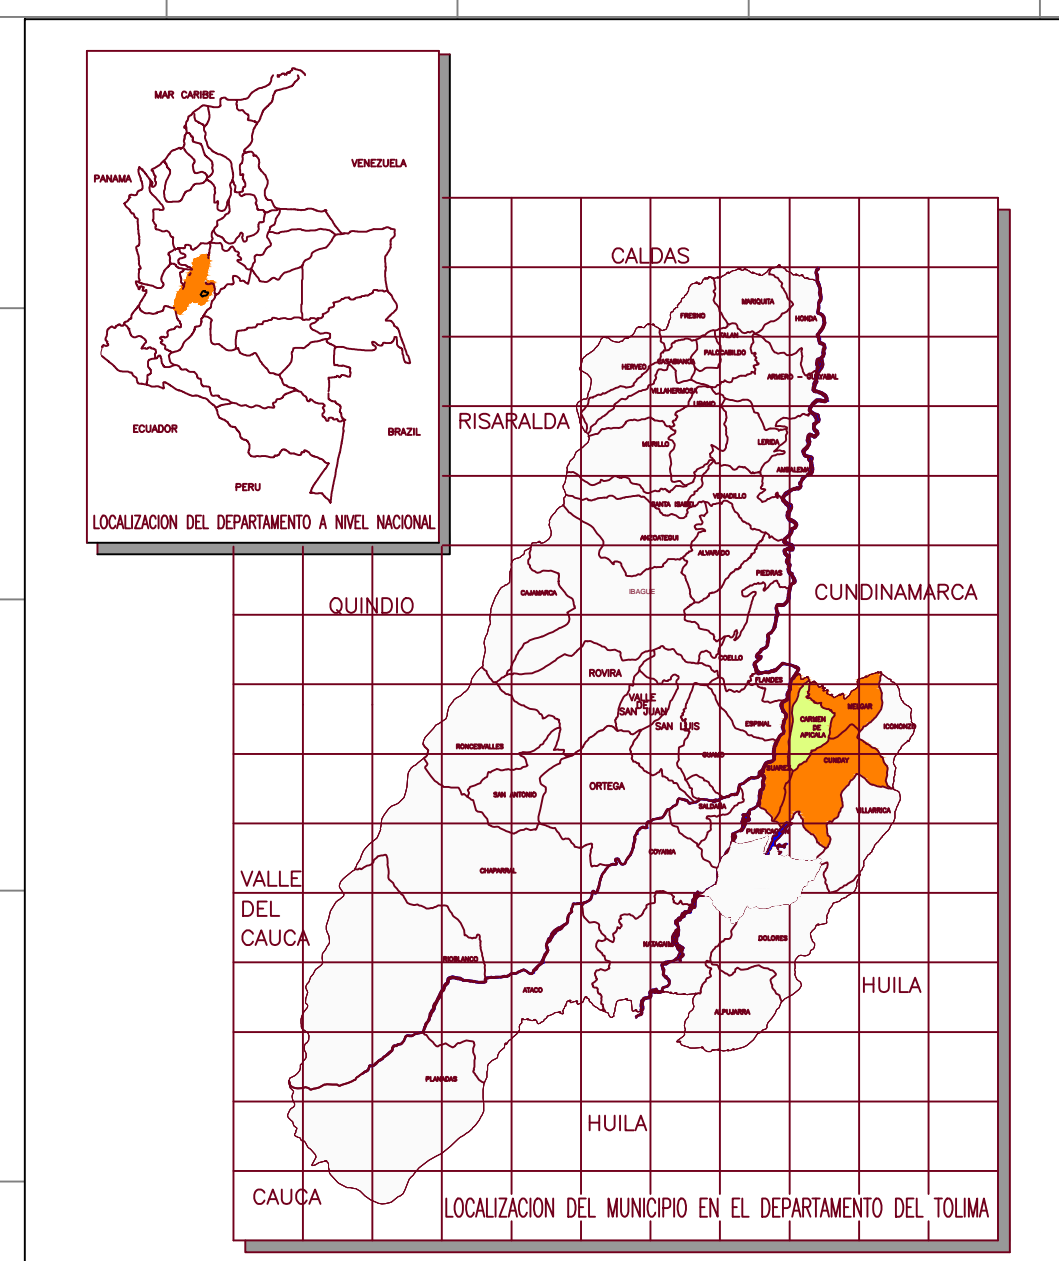 MAR CARIBE
VENEZUELA
PANAMA
ECUADOR
BRAZIL
PERU
LOCALIZACION DEL DEPARTAMENTO A NIVEL NACIONAL
CALDAS
MARIQUITA
FRESNO
HONDA
FALAN
PALOCABILDO
CASABIANCA
HERVEO
ARMERO - GUAYABAL
VILLAHERMOSA
LIBANO
RISARALDA
MURILLO
LERIDA
AMBALEMA
VENADILLO
SANTA ISABEL
ANZOATEGUI
ALVARADO
PIEDRAS
CAJAMARCA
IBAGUE
CUNDINAMARCA
QUINDIO
COELLO
ROVIRA
FLANDES
VALLE
DE
SAN JUAN
MELGAR
CARMEN
DE
APICALA
SAN LUIS
ESPINAL
ICONONZO
RONCESVALLES
GUAMO
CUNDAY
SUAREZ
ORTEGA
SAN ANTONIO
SALDAÑA
VILLARRICA
PURIFICACION
COYAIMA
CHAPARRAL
VALLE
DEL
CAUCA
DOLORES
NATAGAIMA
RIOBLANCO
HUILA
ATACO
ALPUJARRA
PLANADAS
HUILA
CAUCA
LOCALIZACION DEL MUNICIPIO EN EL DEPARTAMENTO DEL TOLIMA